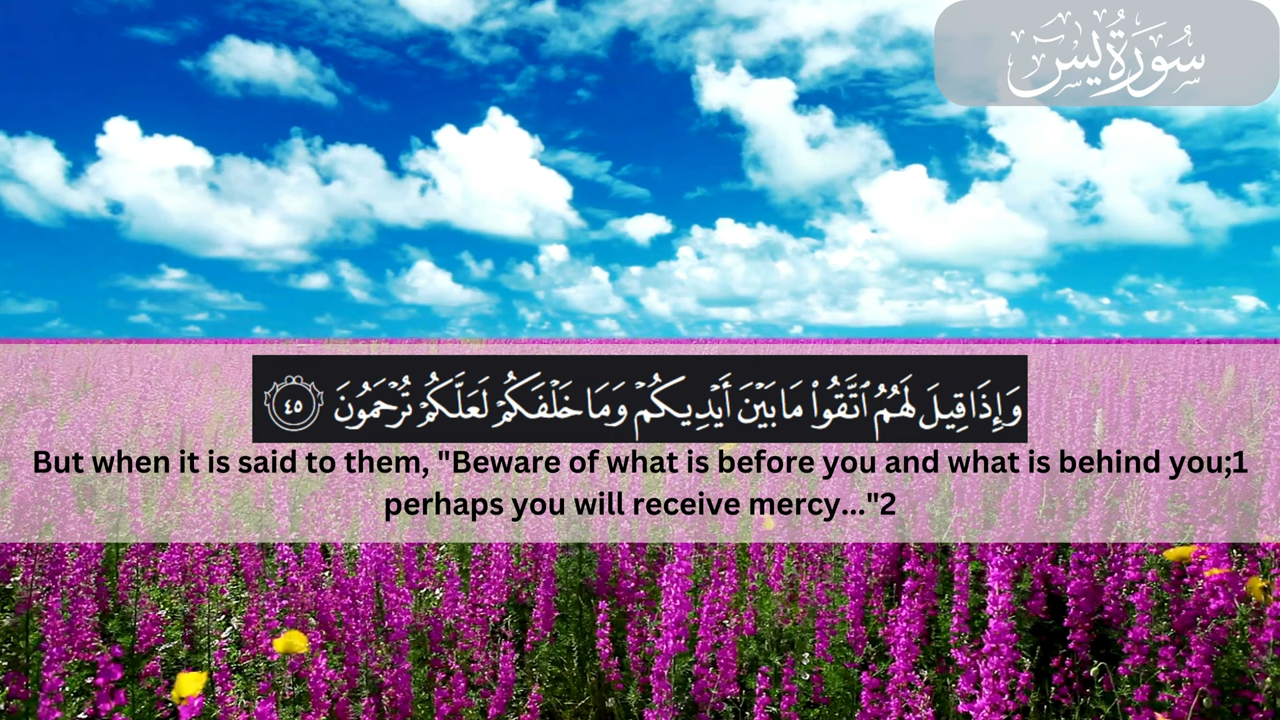 سُورَةُ يسٓ
وَإِذَا قِيلَ لَهُمُ ٱتَّقُوا۟ مَا بَيْنَ أَيْدِيكُمْ وَمَا خَلْفَكُمْ لَعَلَّكُمْ تُرْحَمُونَ ٤٥
But when it is said to them, "Beware of what is before you and what is behind you;1
perhaps you will receive mercy..."2